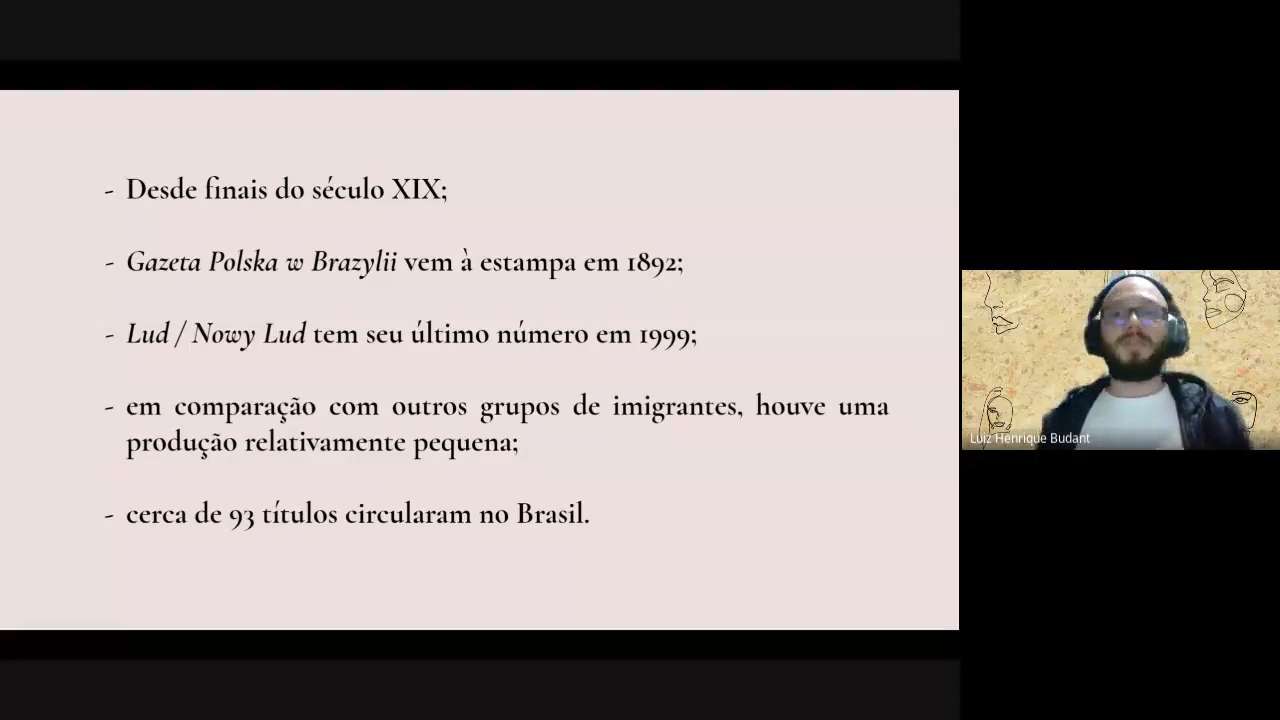 - Desde finais do século XIX;
- Gazeta Polska w Brazylii vem à estampa em 1892;
- Lud / Nowy Lud tem seu último número em 1999;
- em comparação com outros grupos de imigrantes, houve uma
produção relativamente pequena;
- cerca de 93 títulos circularam no Brasil.
Luiz Henrique Budant